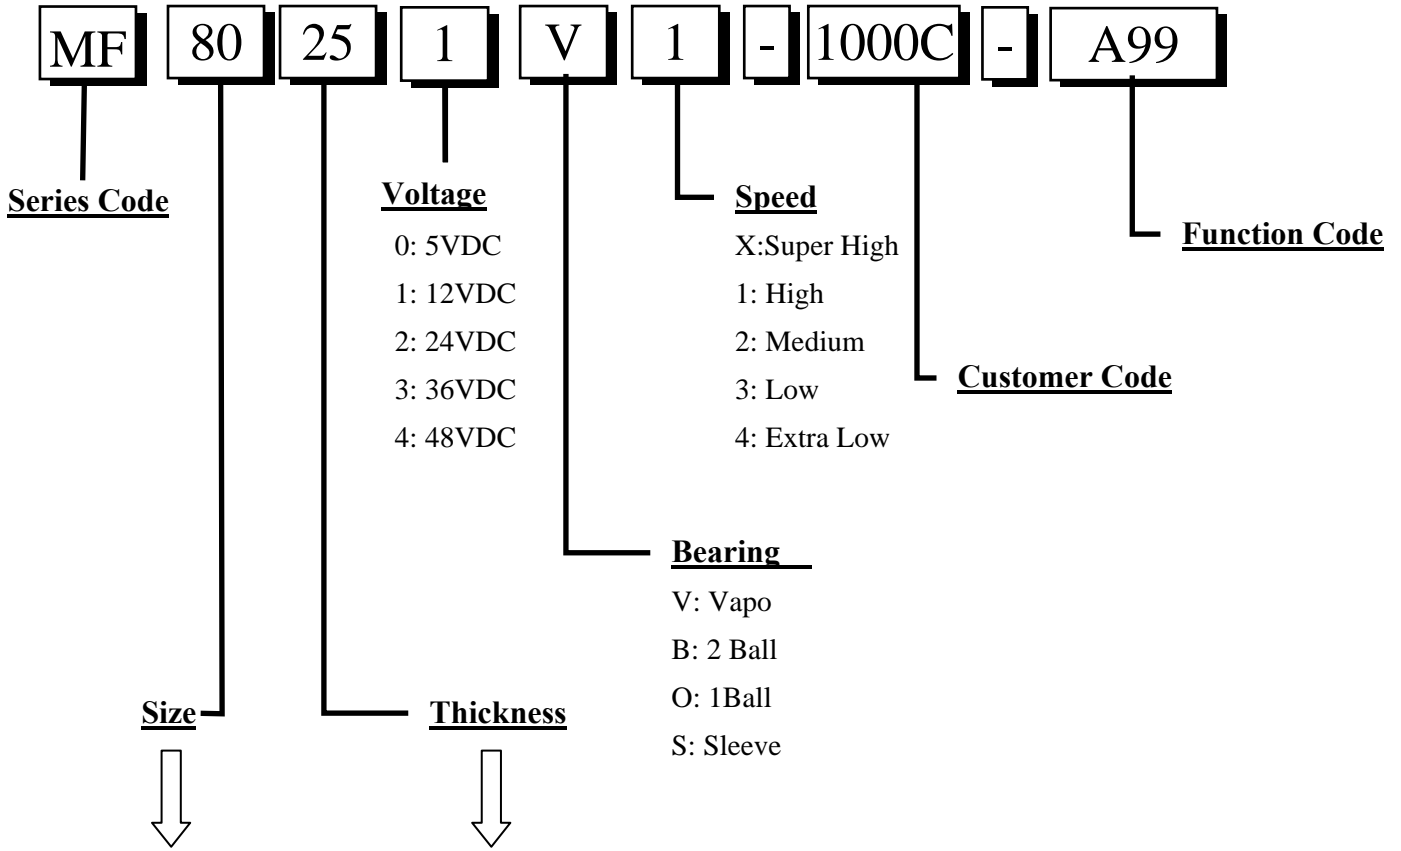 MF 80 25 1 V 1 - 1000C - A99
Series Code
Voltage
0: 5VDC
1: 12VDC
2: 24VDC
3: 36VDC
4: 48VDC
Speed
X:Super High
1: High
2: Medium
3: Low
4: Extra Low
Function Code
Customer Code
Bearing
V: Vapo
B: 2 Ball
O: 1Ball
S: Sleeve
Size
Thickness